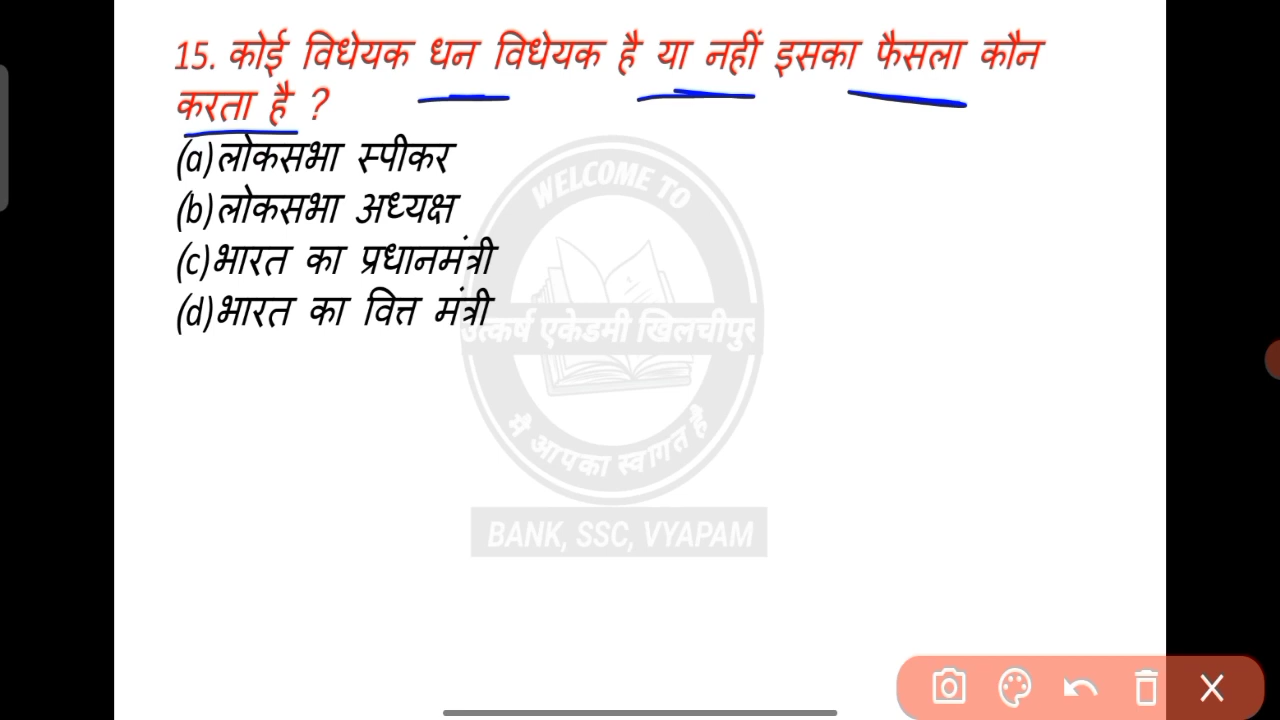 15. कोई विधेयक धन विधेयक है या नहीं इसका फैसला कौन
करता है ?
(a)लोकसभा स्पीकर
(b)लोकसभा अध्यक्ष
(c)भारत का प्रधानमंत्री
(d)भारत का वित्त मंत्री
WELCOME TO
उत्कर्ष एकेडमी खिलचीपुर
मै आपका स्वागत है
BANK, SSC, VYAPAM